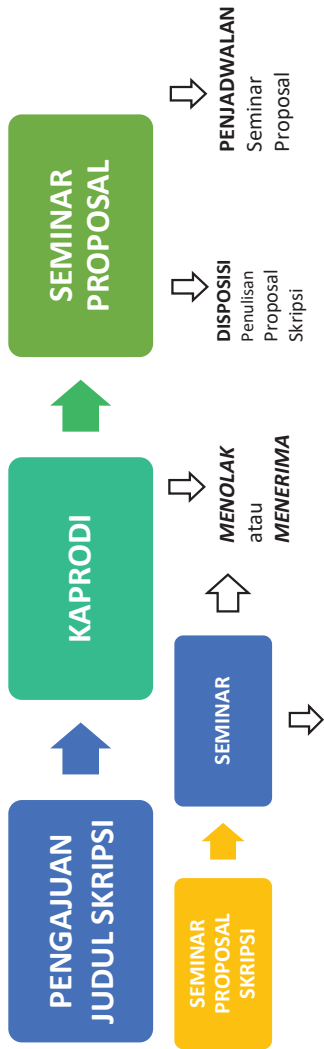 PENGAJUAN
JUDUL SKRIPSI
KAPRODI
SEMINAR
PROPOSAL
MENOLAK
atau
MENERIMA
DISPOSISI
Penulisan
Proposal
Skripsi
PENJADWALAN
Seminar
Proposal
SEMINAR
PROPOSAL
SKRIPSI
SEMINAR